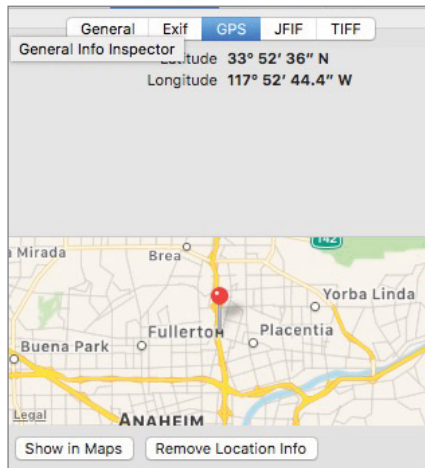 General Exif GPS JFIF TIFF
General Info Inspector
Latitude 33° 52′ 36″ N
Longitude 117° 52′ 44.4″ W
142
Mirada
Brea
Yorba Linda
Fullerton
Placentia
Buena Park
Legal
ANAHEIM
Show in Maps Remove Location Info